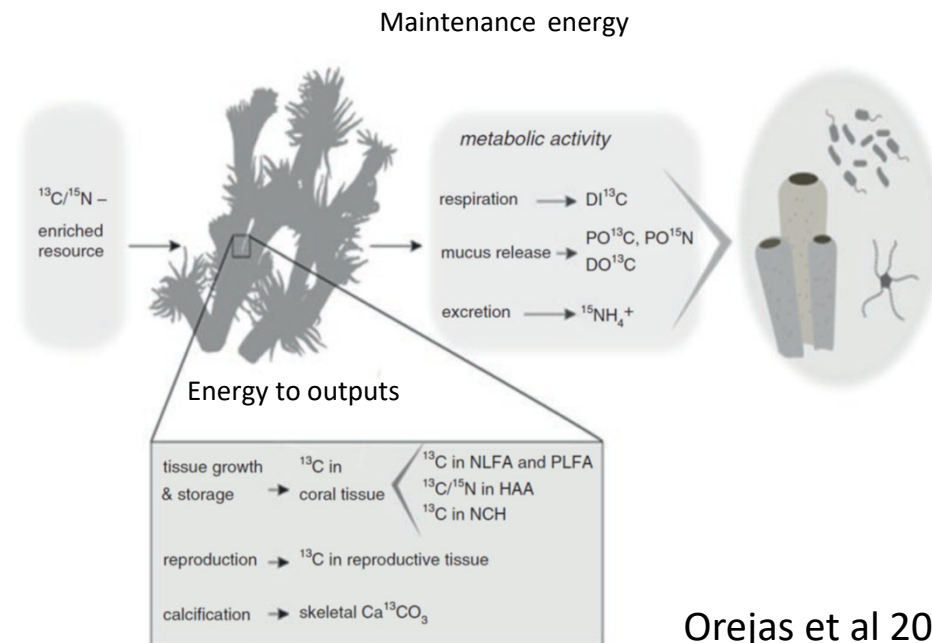 Maintenance energy
¹³C/¹⁵N –
enriched
resource
metabolic activity
respiration → DI¹³C
mucus release → PO¹³C, PO¹⁵N
DO¹³C
excretion → ¹⁵NH₄⁺
Energy to outputs
tissue growth
& storage → ¹³C in
coral tissue
¹³C in NLFA and PLFA
¹³C/¹⁵N in HAA
¹³C in NCH
reproduction → ¹³C in reproductive tissue
calcification → skeletal Ca¹³CO₃
Orejas et al 20